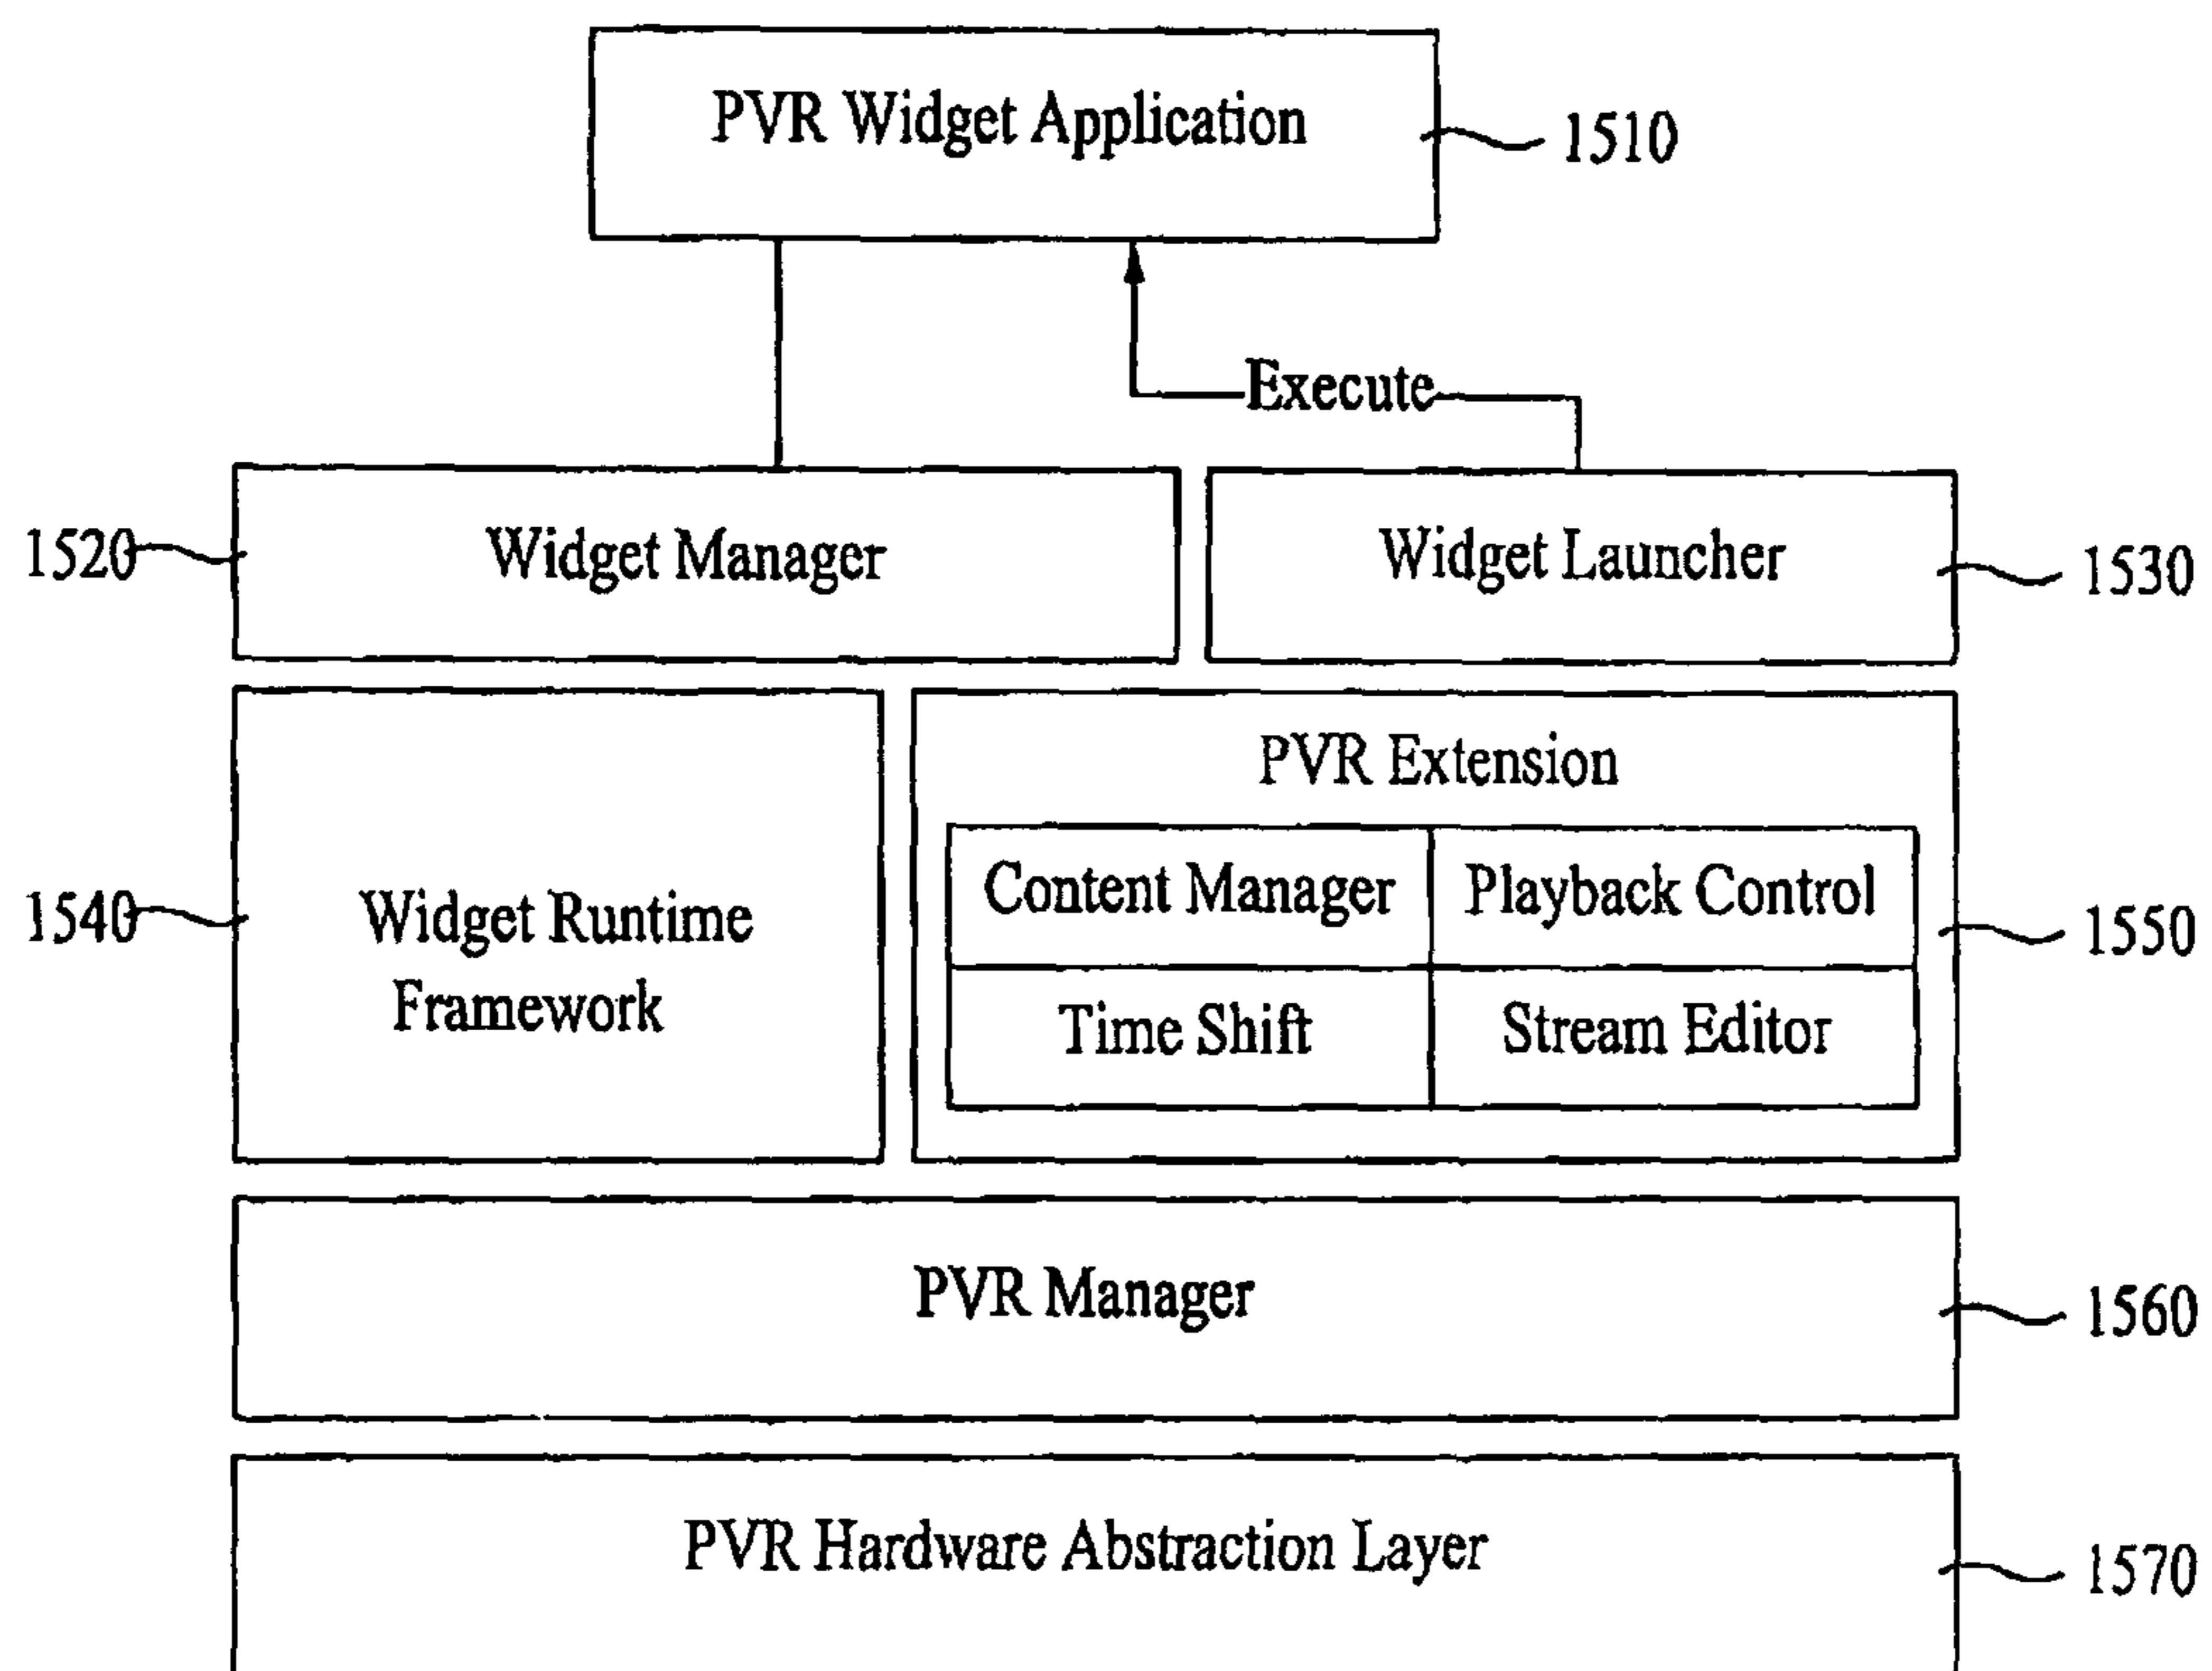 PVR Widget Application
1510
Execute
1520
Widget Manager
Widget Launcher
1530
PVR Extension
1540
Widget Runtime
Framework
Content Manager
Playback Control
1550
Time Shift
Stream Editor
PVR Manager
1560
PVR Hardware Abstraction Layer
1570